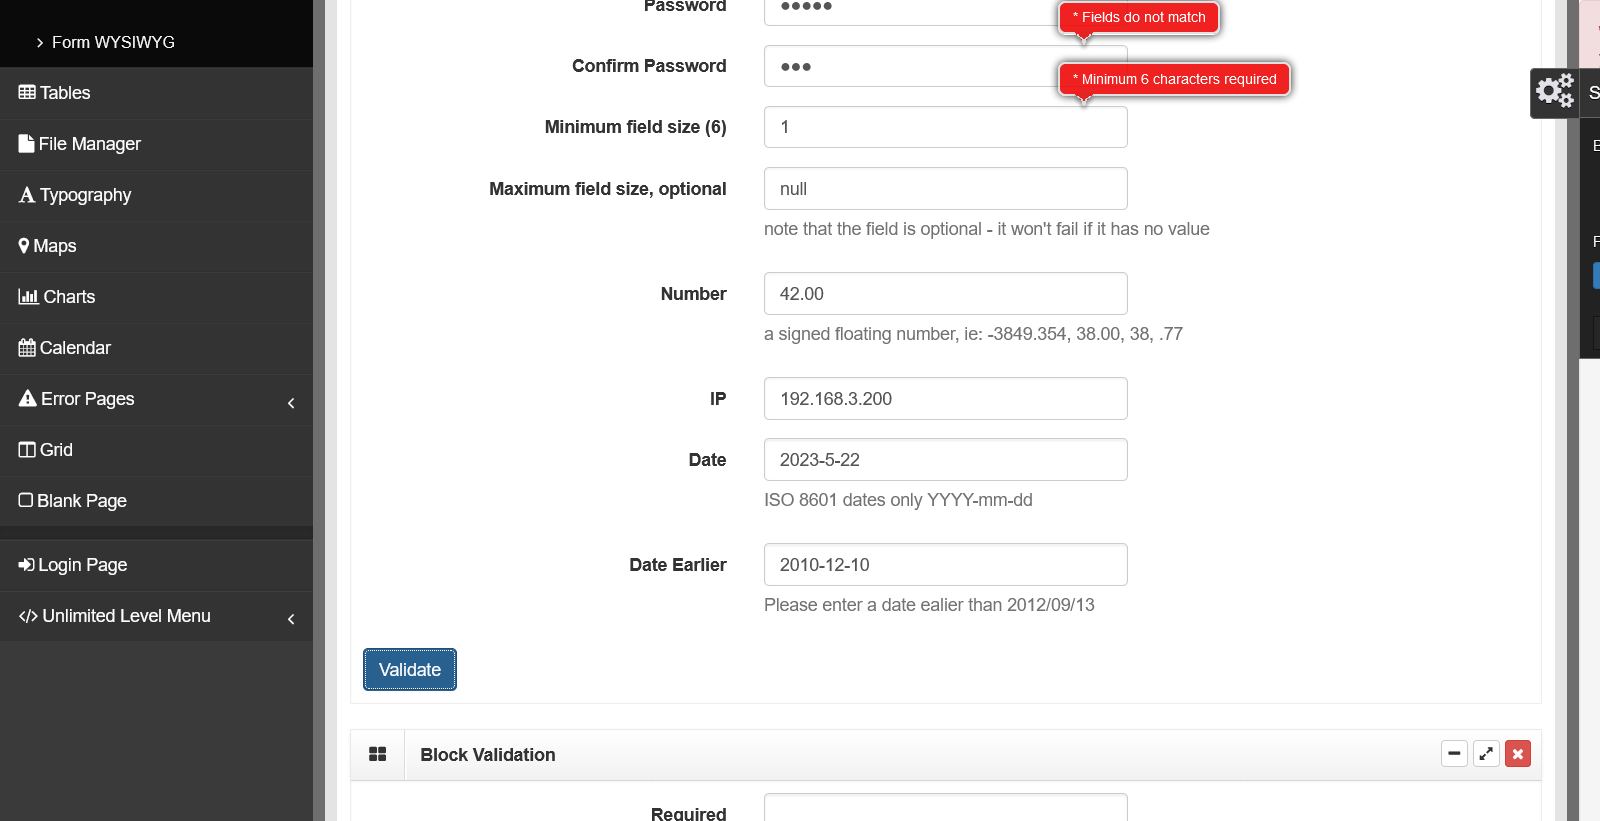 Form WYSIWYG
Tables
File Manager
Typography
Maps
Charts
Calendar
Error Pages
Grid
Blank Page
Login Page
Unlimited Level Menu
Password
* Fields do not match
Confirm Password
* Minimum 6 characters required
Minimum field size (6)
1
Maximum field size, optional
null
note that the field is optional - it won't fail if it has no value
Number
42.00
a signed floating number, ie: -3849.354, 38.00, 38, .77
IP
192.168.3.200
Date
2023-5-22
ISO 8601 dates only YYYY-mm-dd
Date Earlier
2010-12-10
Please enter a date ealier than 2012/09/13
Validate
Block Validation
Required